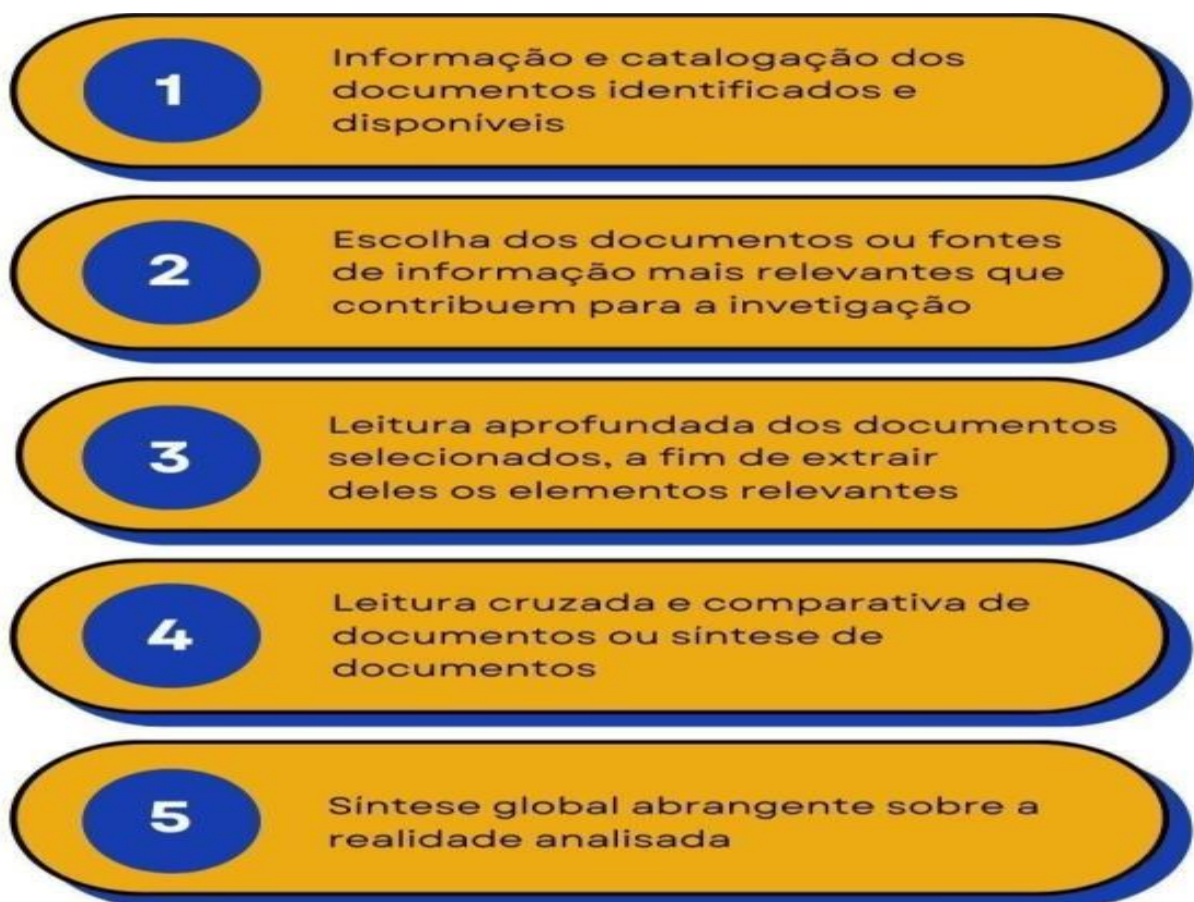 1
Informação e catalogação dos
documentos identificados e
disponíveis
2
Escolha dos documentos ou fontes
de informação mais relevantes que
contribuem para a invetigação
3
Leitura aprofundada dos documentos
selecionados, a fim de extrair
deles os elementos relevantes
4
Leitura cruzada e comparativa de
documentos ou síntese de
documentos
5
Síntese global abrangente sobre a
realidade analisada